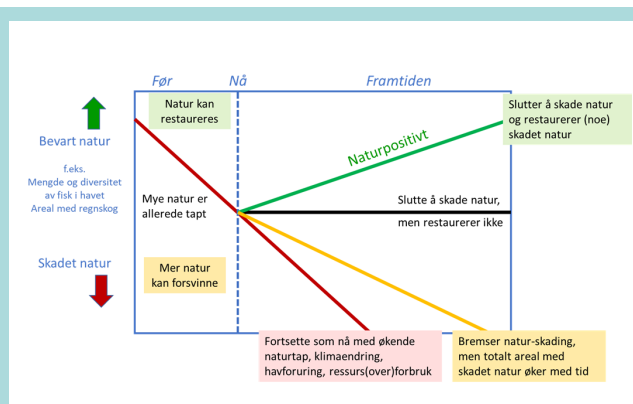 Før
Nå
Framtiden
Natur kan
restaureres
Slutter å skade natur
og restaurerer (noe)
skadet natur
Bevart natur
Naturpositivt
f.eks.
Mengde og diversitet
av fisk i havet
Areal med regnskog
Mye natur er
allerede tapt
Slutte å skade natur,
men restaurerer ikke
Skadet natur
Mer natur
kan forsvinne
Fortsette som nå med økende
naturtap, klimaendring,
havforuring, ressurs(over)forbruk
Bremser natur-skading,
men totalt areal med
skadet natur øker med tid